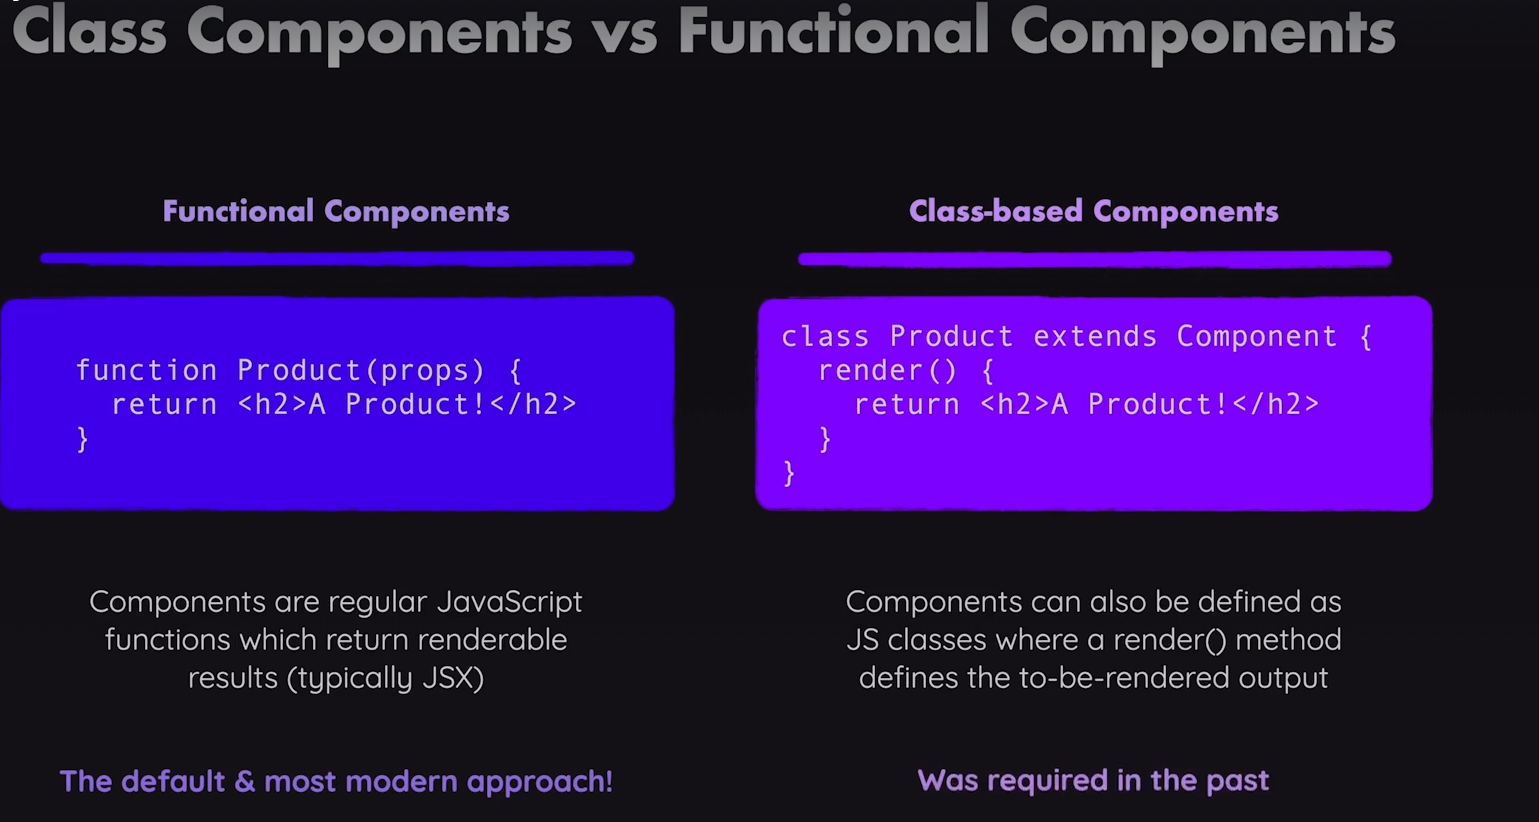 Class Components vs Functional Components
Functional Components
function Product(props) {
  return <h2>A Product!</h2>
}
Components are regular JavaScript
functions which return renderable
results (typically JSX)
The default & most modern approach!
Class-based Components
class Product extends Component {
  render() {
    return <h2>A Product!</h2>
  }
}
Components can also be defined as
JS classes where a render() method
defines the to-be-rendered output
Was required in the past